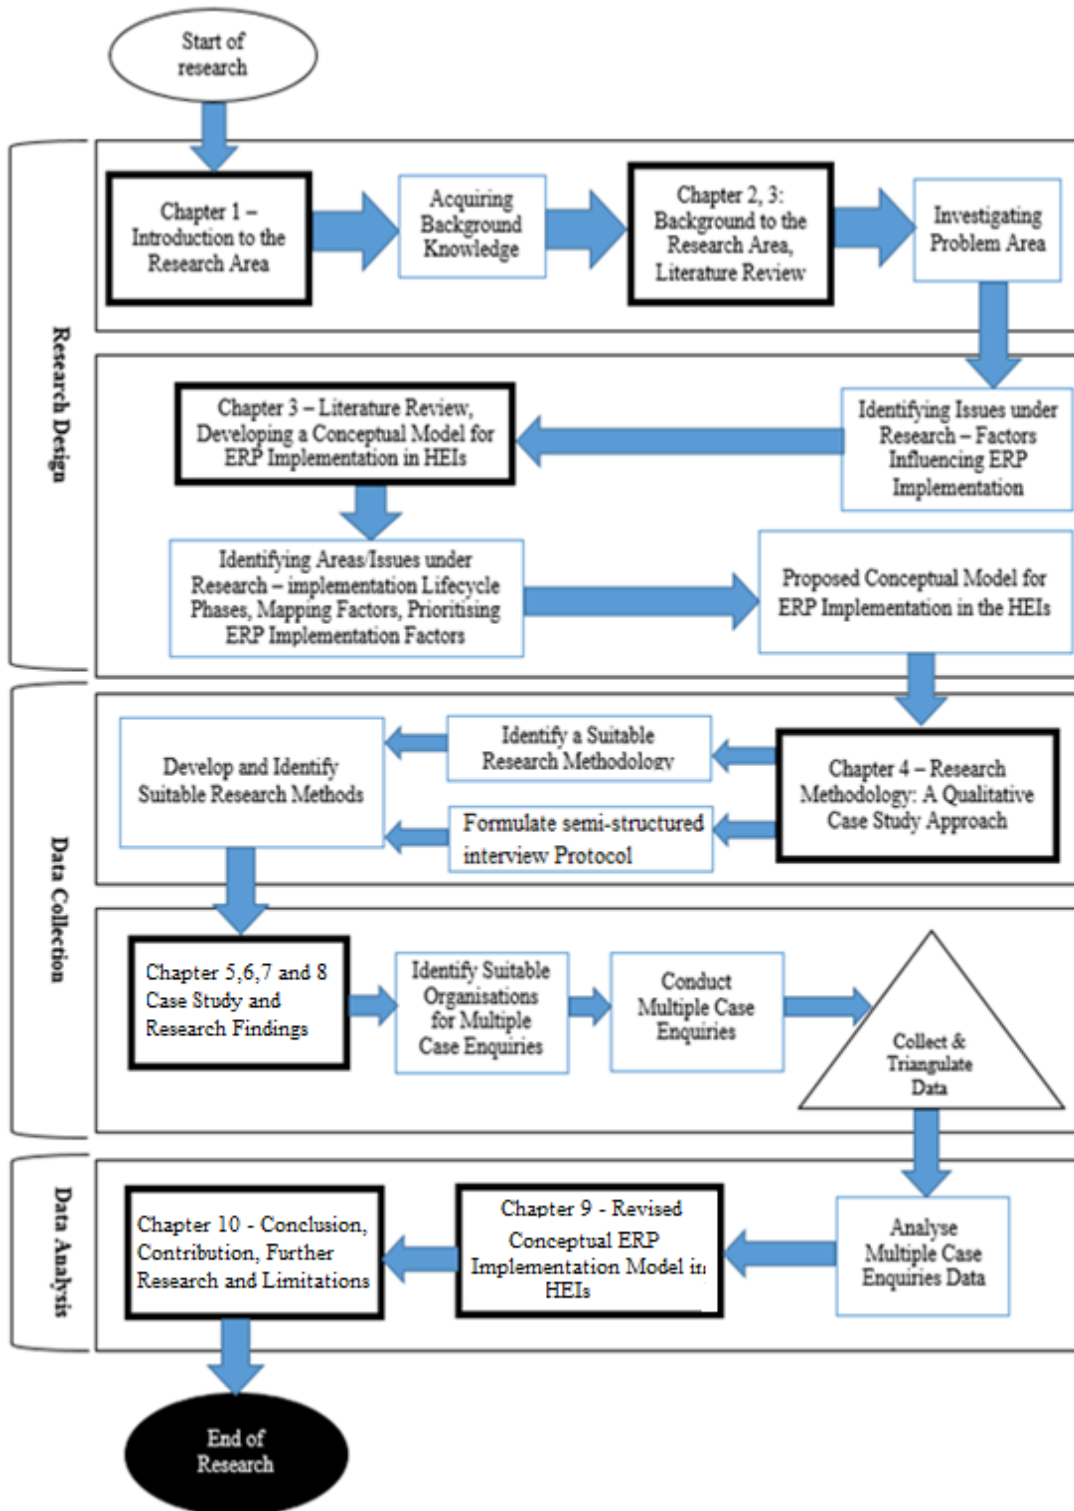 Start of
research
Research Design
Chapter 1 –
Introduction to the
Research Area
Acquiring
Background
Knowledge
Chapter 2, 3:
Background to the
Research Area,
Literature Review
Investigating
Problem Area
Identifying Issues under
Research – Factors
Influencing ERP
Implementation
Chapter 3 – Literature Review,
Developing a Conceptual Model for
ERP Implementation in HEIs
Identifying Areas/Issues under
Research – implementation Lifecycle
Phases, Mapping Factors, Prioritising
ERP Implementation Factors
Proposed Conceptual Model for
ERP Implementation in the HEIs
Data Collection
Chapter 4 – Research
Methodology: A Qualitative
Case Study Approach
Identify a Suitable
Research Methodology
Formulate semi-structured
interview Protocol
Develop and Identify
Suitable Research Methods
Chapter 5,6,7 and 8
Case Study and
Research Findings
Identify Suitable
Organisations
for Multiple
Case Enquiries
Conduct
Multiple Case
Enquiries
Collect &
Triangulate
Data
Data Analysis
Analyse
Multiple Case
Enquiries Data
Chapter 9 - Revised
Conceptual ERP
Implementation Model in
HEIs
Chapter 10 - Conclusion,
Contribution, Further
Research and Limitations
End of
Research